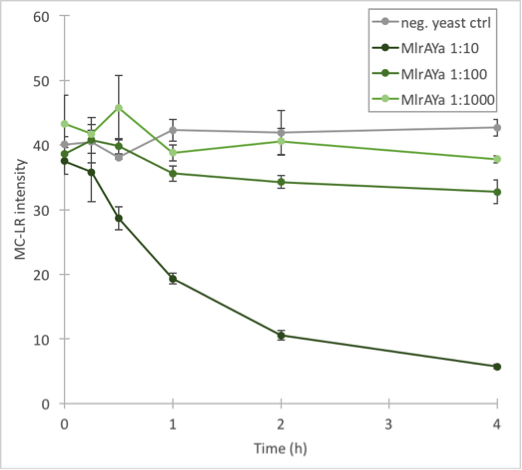 neg. yeast ctrl
MlrAYa 1:10
MlrAYa 1:100
MlrAYa 1:1000
60
50
40
30
20
10
0
MC-LR intensity
0 1 2 3 4
Time (h)